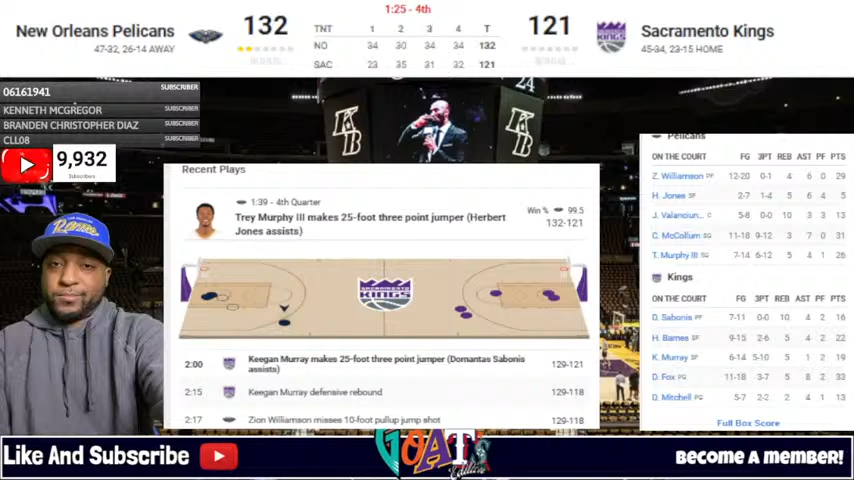 1:25 - 4th
New Orleans Pelicans
47-32, 26-14 AWAY
132
TNT 1 2 3 4 T
NO 34 30 34 34 132
SAC 23 35 31 32 121
121
Sacramento Kings
45-34, 23-15 HOME
06161941 SUBSCRIBER
KENNETH MCGREGOR SUBSCRIBER
BRANDEN CHRISTOPHER DIAZ SUBSCRIBER
CLL08 SUBSCRIBER
9,932
Subscribers
24
KB
KB
Recent Plays
1:39 - 4th Quarter
Trey Murphy III makes 25-foot three point jumper (Herbert
Jones assists)
Win % 99.5
132-121
SACRAMENTO
KINGS
2:00 Keegan Murray makes 25-foot three point jumper (Domantas Sabonis
assists) 129-121
2:15 Keegan Murray defensive rebound 129-118
2:17 Zion Williamson misses 10-foot pullup jump shot 129-118
Pelicans
ON THE COURT FG 3PT REB AST PF PTS
Z. Williamson PF 12-20 0-1 4 6 0 29
H. Jones SF 2-7 1-4 5 6 4 5
J. Valanciun... C 5-8 0-0 10 3 3 13
C. McCollum SG 11-18 9-12 3 7 0 31
T. Murphy III SG 7-14 6-12 5 4 1 26
Kings
ON THE COURT FG 3PT REB AST PF PTS
D. Sabonis PF 7-11 0-0 10 4 2 16
H. Barnes SF 9-15 2-6 5 4 2 22
K. Murray SF 6-14 5-10 5 1 2 19
D. Fox PG 11-18 3-7 5 8 2 33
D. Mitchell PG 5-7 2-2 2 4 1 13
Full Box Score
Like And Subscribe
GOAT
Edition
BECOME A MEMBER!